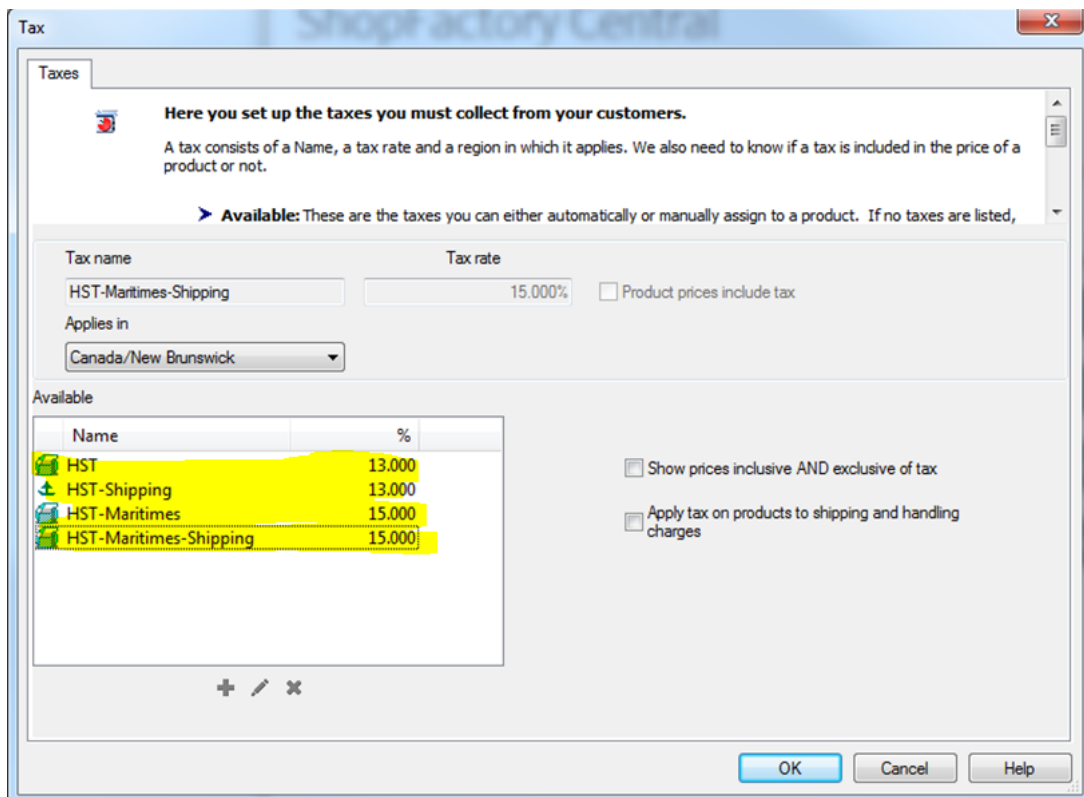 ShopFactory Central
Tax
Taxes
Here you set up the taxes you must collect from your customers.
A tax consists of a Name, a tax rate and a region in which it applies. We also need to know if a tax is included in the price of a
product or not.
Available: These are the taxes you can either automatically or manually assign to a product. If no taxes are listed,
Tax name Tax rate
HST-Maritimes-Shipping 15.000% Product prices include tax
Applies in
Canada/New Brunswick
Available
Name %
HST 13.000
HST-Shipping 13.000
HST-Maritimes 15.000
HST-Maritimes-Shipping 15.000
Show prices inclusive AND exclusive of tax
Apply tax on products to shipping and handling
charges
OK Cancel Help